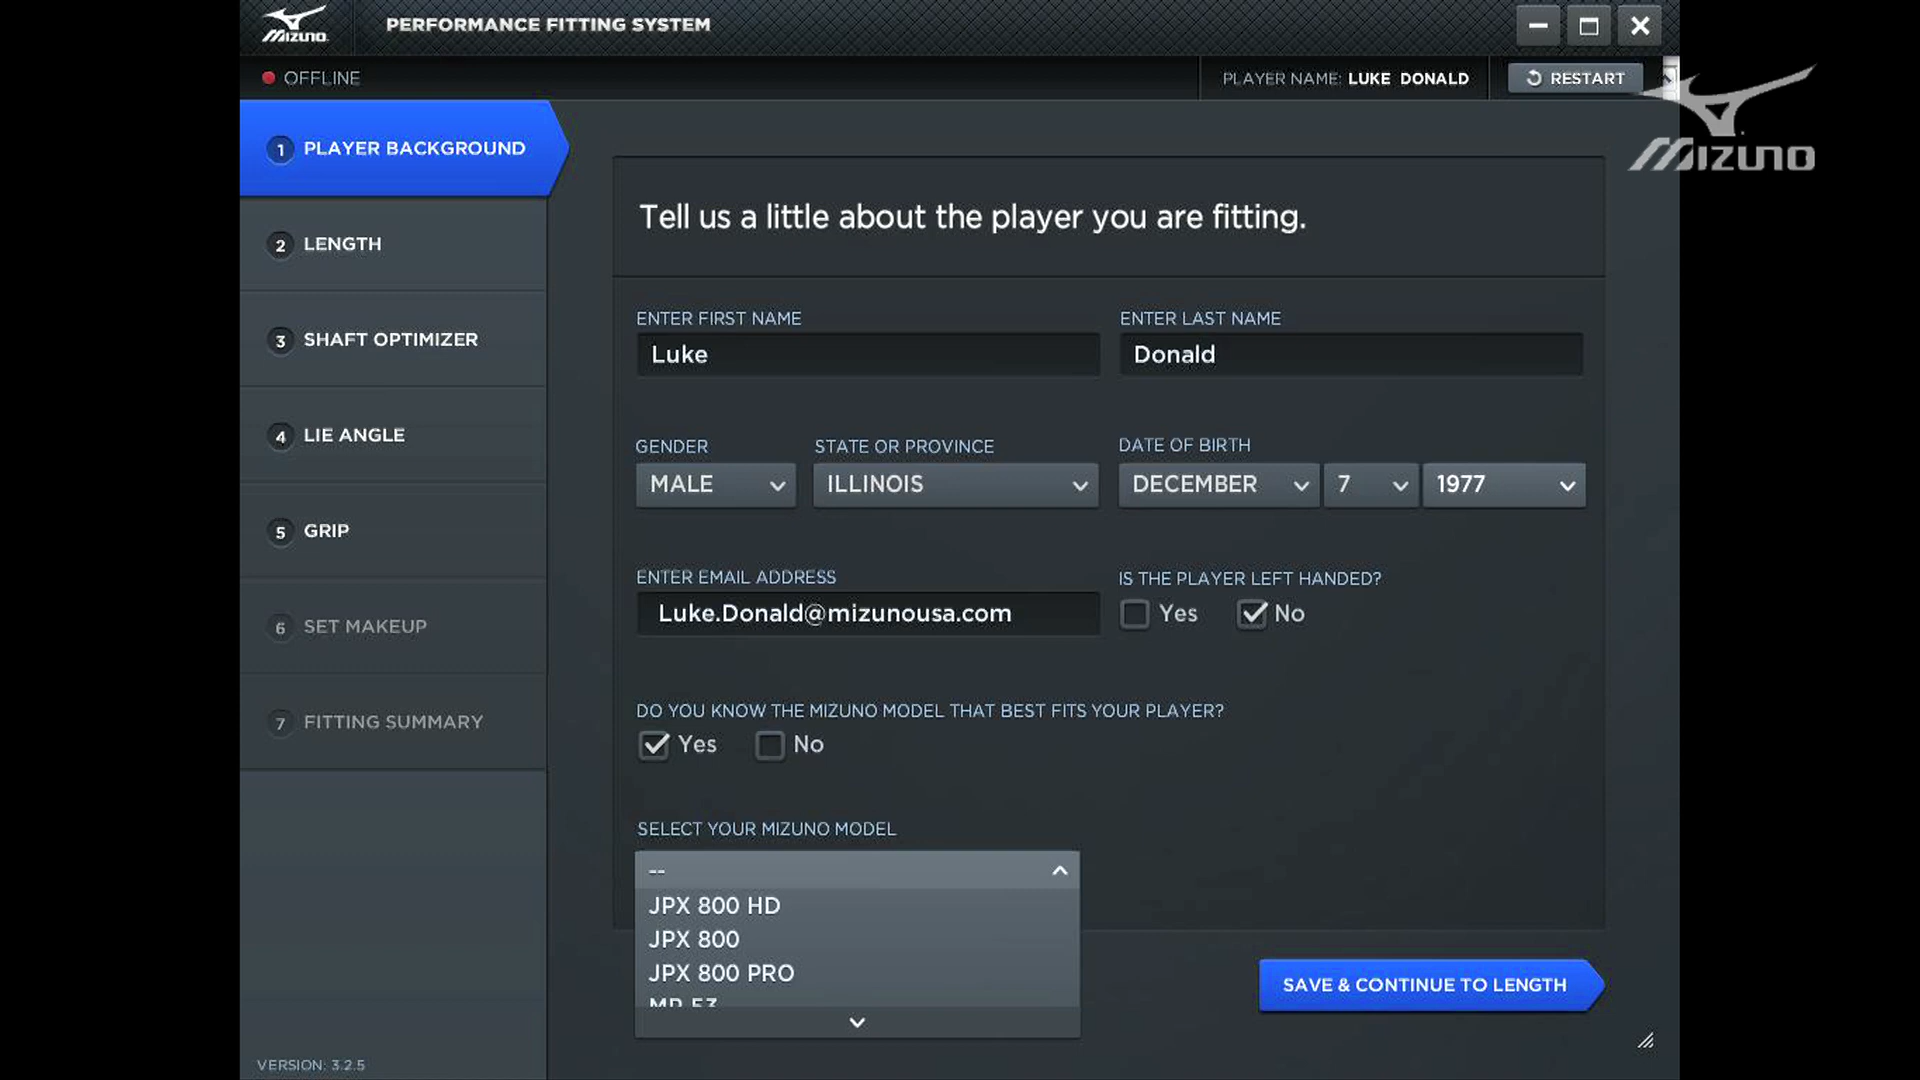 MIZUNO
PERFORMANCE FITTING SYSTEM
OFFLINE
PLAYER NAME: LUKE DONALD
RESTART
MIZUNO
1 PLAYER BACKGROUND
2 LENGTH
3 SHAFT OPTIMIZER
4 LIE ANGLE
5 GRIP
6 SET MAKEUP
7 FITTING SUMMARY
Tell us a little about the player you are fitting.
ENTER FIRST NAME
Luke
ENTER LAST NAME
Donald
GENDER
MALE
STATE OR PROVINCE
ILLINOIS
DATE OF BIRTH
DECEMBER 7 1977
ENTER EMAIL ADDRESS
Luke.Donald@mizunousa.com
IS THE PLAYER LEFT HANDED?
Yes No
DO YOU KNOW THE MIZUNO MODEL THAT BEST FITS YOUR PLAYER?
Yes No
SELECT YOUR MIZUNO MODEL
--
JPX 800 HD
JPX 800
JPX 800 PRO
SAVE & CONTINUE TO LENGTH
VERSION: 3.2.5